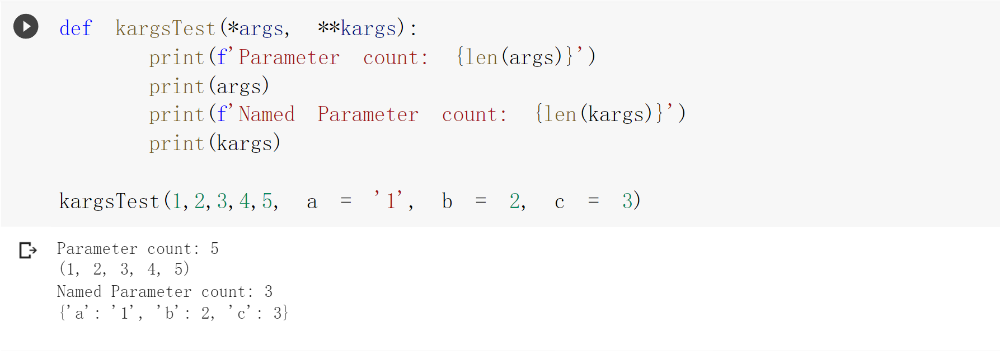 def kargsTest(*args, **kargs):
print(f'Parameter count: {len(args)}')
print(args)
print(f'Named Parameter count: {len(kargs)}')
print(kargs)
kargsTest(1,2,3,4,5, a = '1', b = 2, c = 3)
Parameter count: 5
(1, 2, 3, 4, 5)
Named Parameter count: 3
{'a': '1', 'b': 2, 'c': 3}